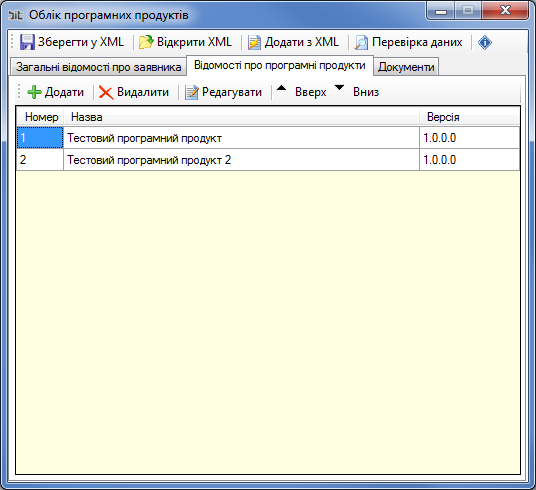 Облік програмних продуктів
Зберегти у XML Відкрити XML Додати з XML Перевірка даних
Загальні відомості про заявника Відомості про програмні продукти Документи
Додати Видалити Редагувати Вверх Вниз
Номер Назва Версія
1 Тестовий програмний продукт 1.0.0.0
2 Тестовий програмний продукт 2 1.0.0.0